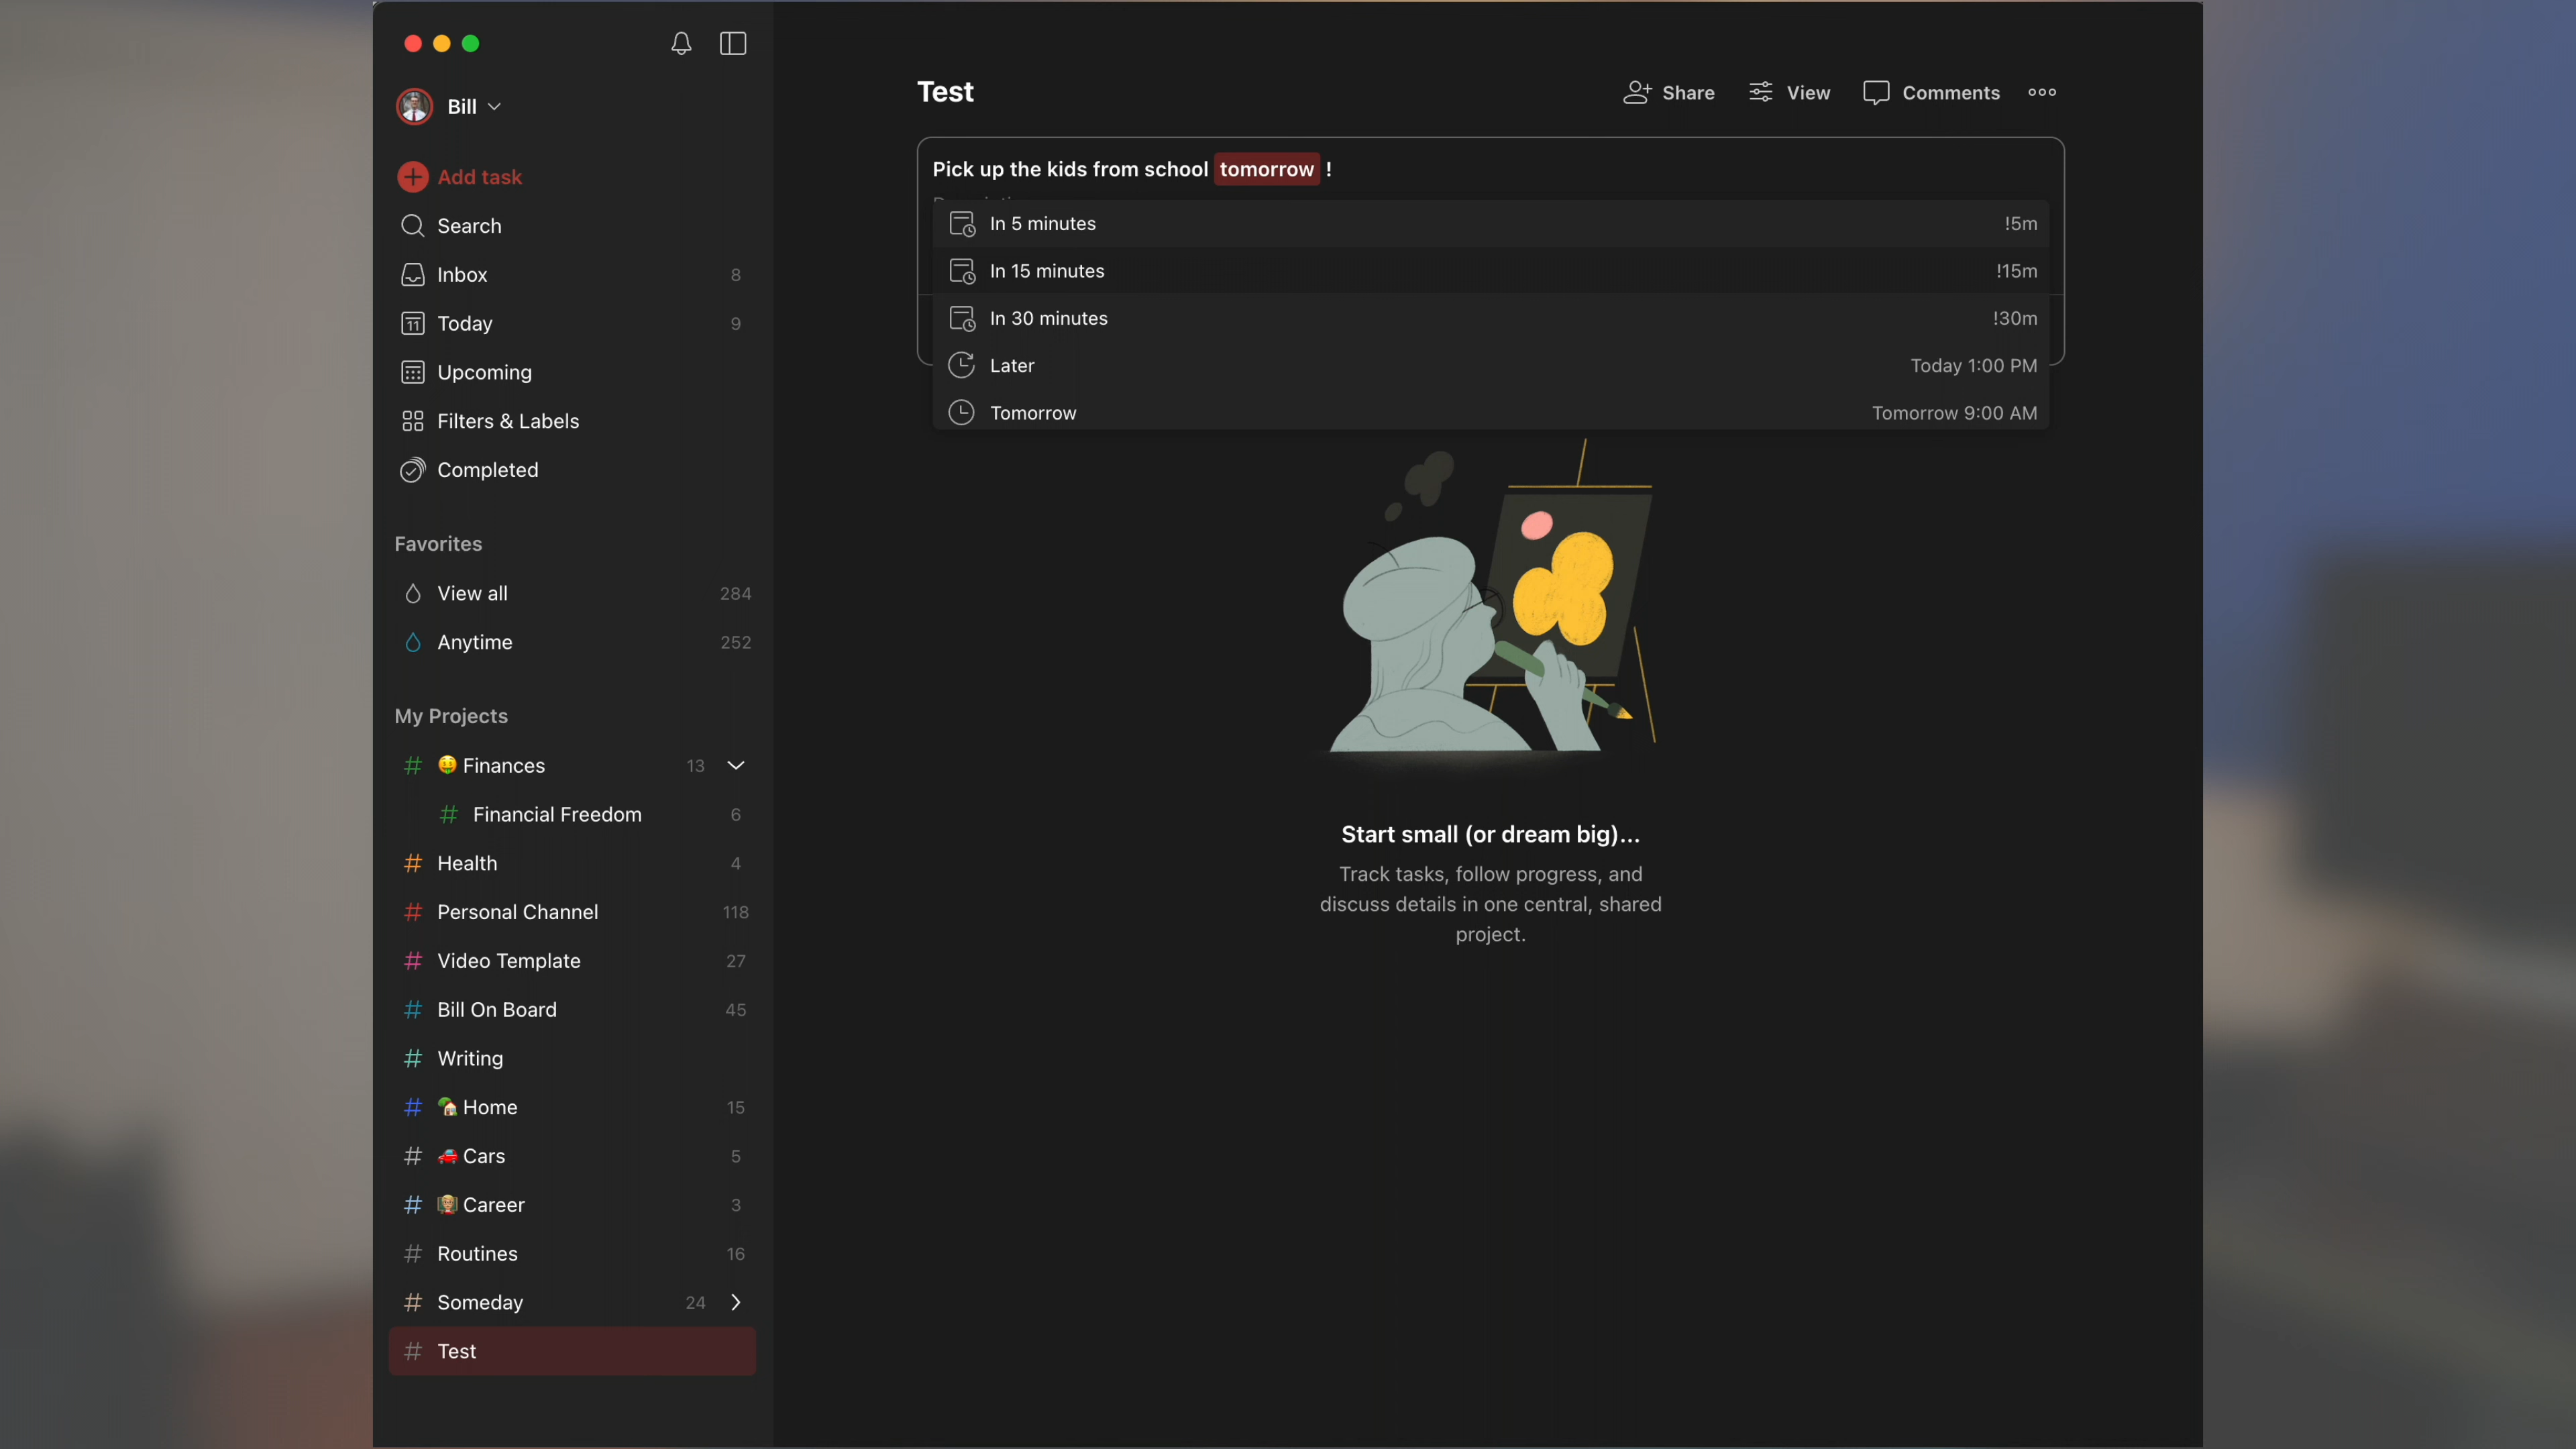 Bill
Add task
Search
Inbox 8
11 Today 9
Upcoming
Filters & Labels
Completed
Favorites
View all 284
Anytime 252
My Projects
# 🤑 Finances 13
# Financial Freedom 6
# Health 4
# Personal Channel 118
# Video Template 27
# Bill On Board 45
# Writing
# 🏡 Home 15
# 🚗 Cars 5
# Career 3
# Routines 16
# Someday 24
# Test
Test
Share View Comments
Pick up the kids from school tomorrow !
In 5 minutes !5m
In 15 minutes !15m
In 30 minutes !30m
Later Today 1:00 PM
Tomorrow Tomorrow 9:00 AM
Start small (or dream big)...
Track tasks, follow progress, and
discuss details in one central, shared
project.